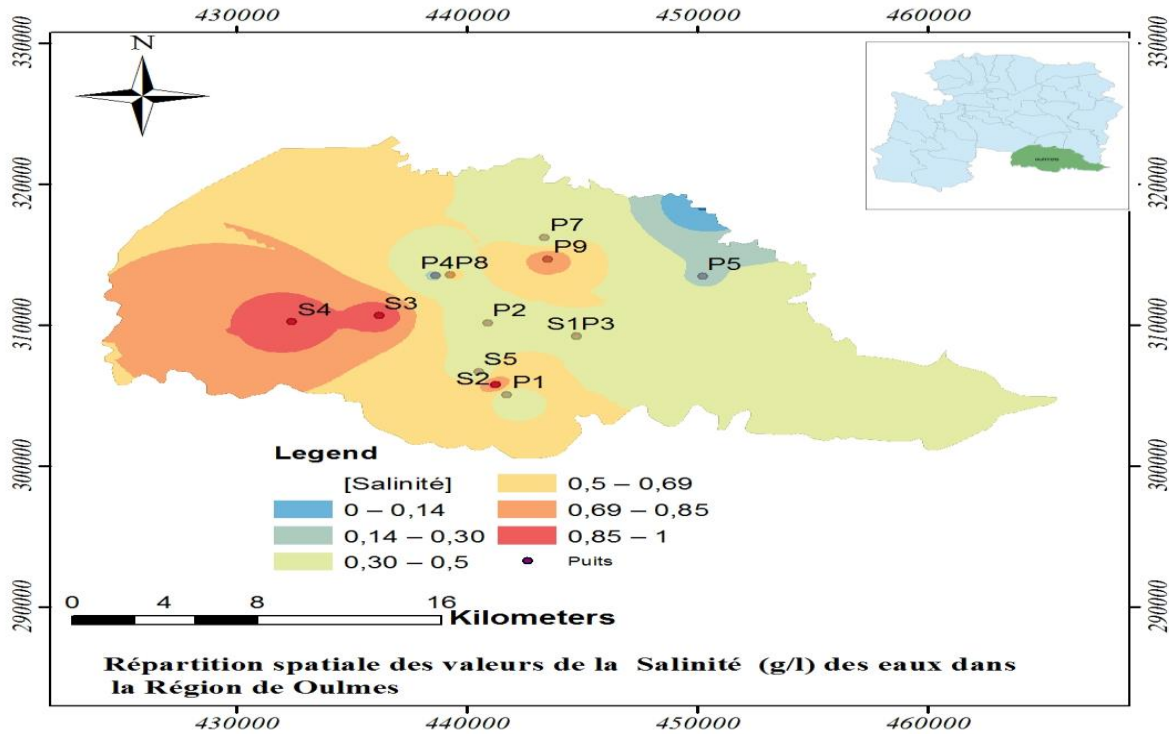 430000 440000 450000 460000
330000 330000
N
320000 320000
P7
P9
P4P8 P5
S4 S3
310000 P2 S1P3 310000
S5
S2 P1
Legend
300000 300000
[Salinité] 0,5 – 0,69
0 – 0,14 0,69 – 0,85
0,14 – 0,30 0,85 – 1
0,30 – 0,5 Puits
290000 290000
0 4 8 16
Kilometers
Répartition spatiale des valeurs de la Salinité (g/l) des eaux dans
la Région de Oulmes
430000 440000 450000 460000